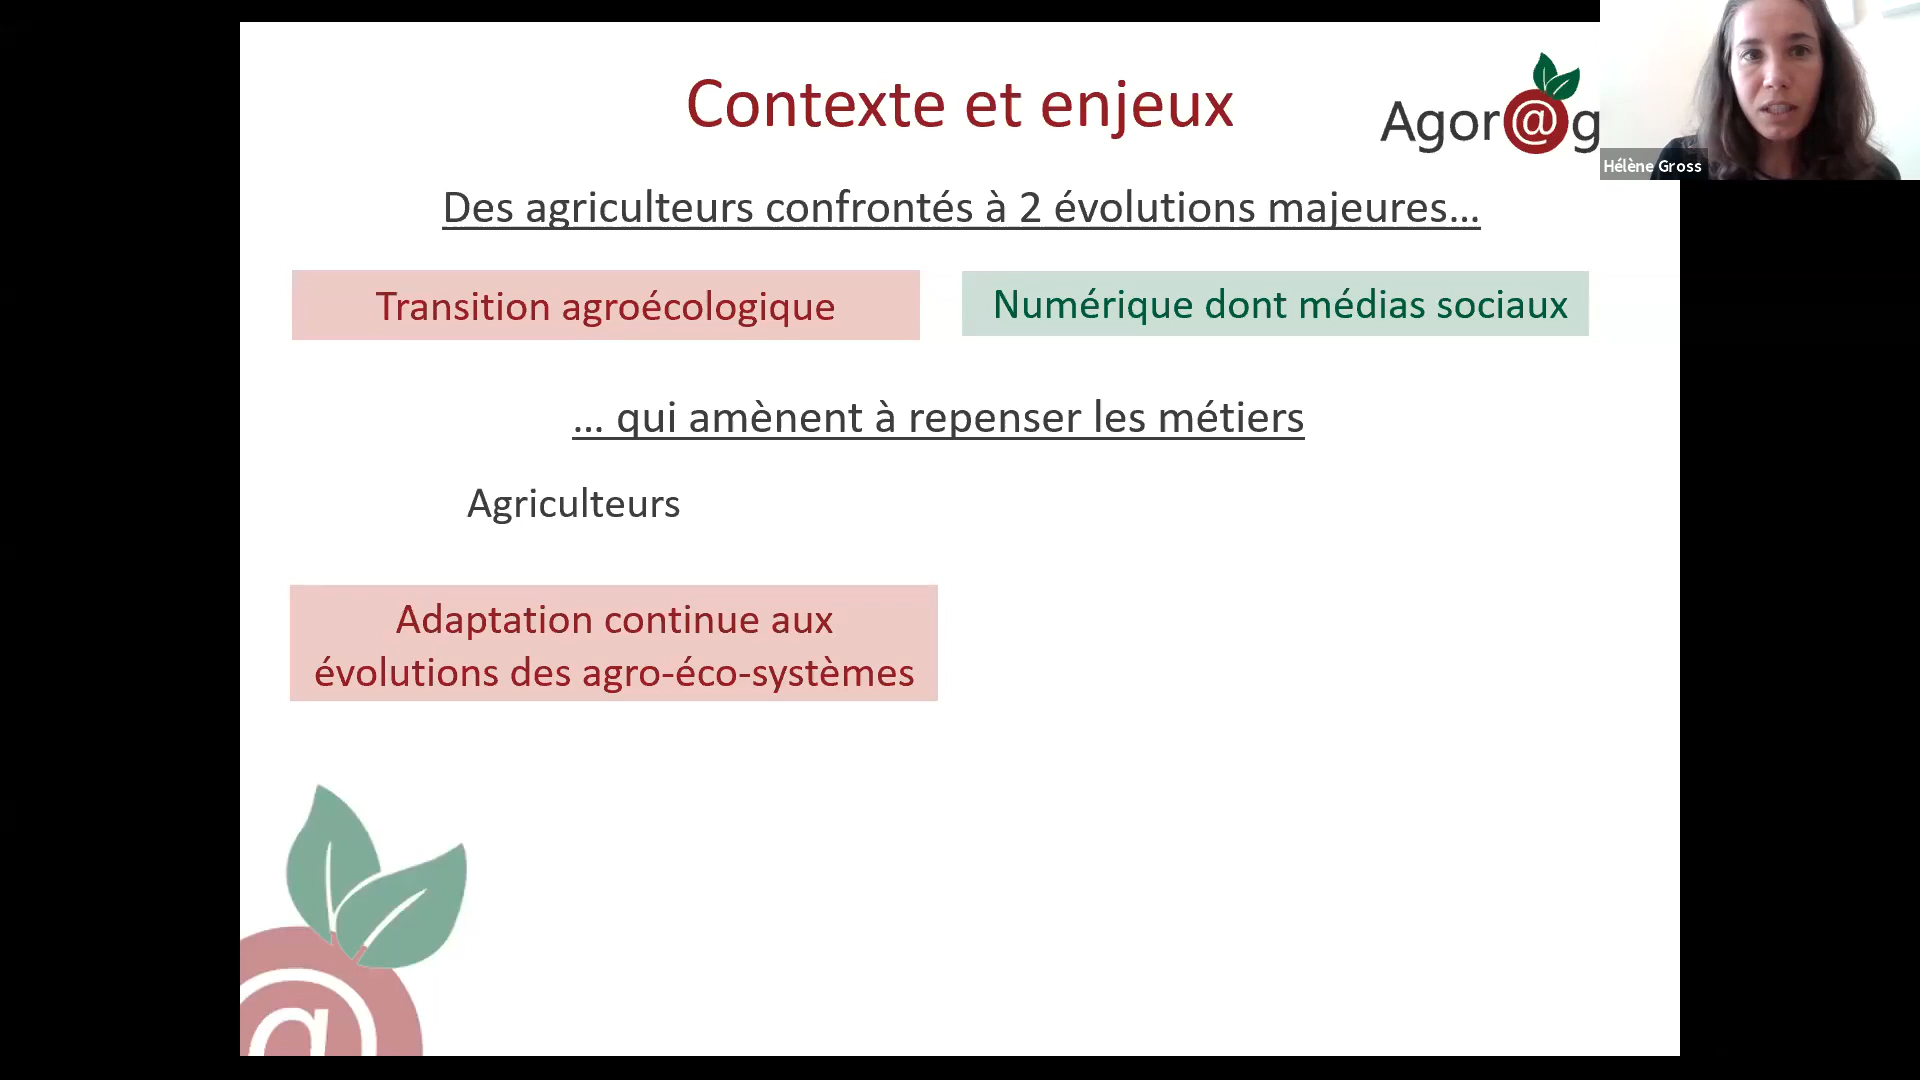 Contexte et enjeux
Agor@g
Hélène Gross
Des agriculteurs confrontés à 2 évolutions majeures...
Transition agroécologique
Numérique dont médias sociaux
... qui amènent à repenser les métiers
Agriculteurs
Adaptation continue aux
évolutions des agro-éco-systèmes
@